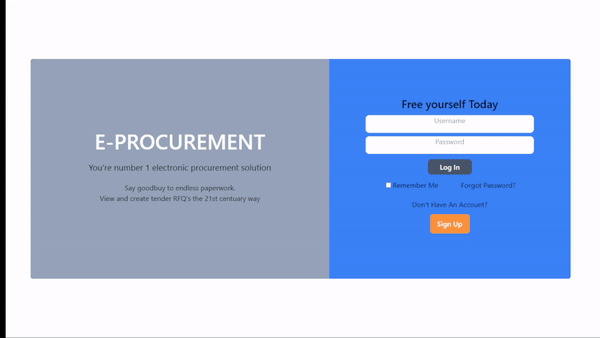 E-PROCUREMENT
You're number 1 electronic procurement solution
Say goodbuy to endless paperwork.
View and create tender RFQ's the 21st centuary way
Free yourself Today
Username
Password
Log In
Remember Me Forgot Password?
Don't Have An Account?
Sign Up